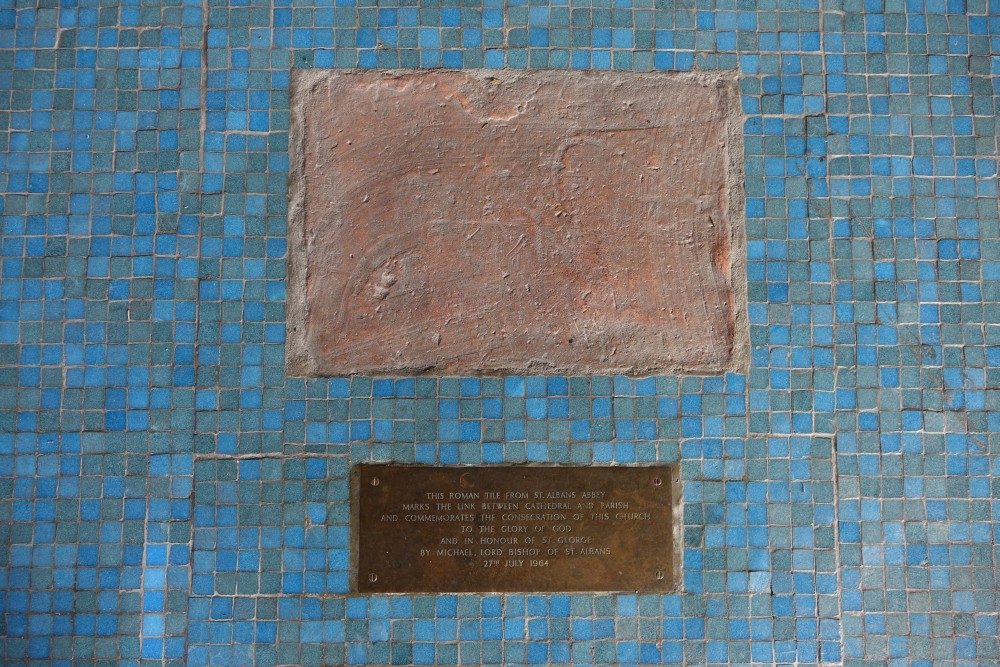 THIS ROMAN TILE FROM ST. ALBANS ABBEY
MARKS THE LINK BETWEEN CATHEDRAL AND PARISH
AND COMMEMORATES THE CONSECRATION OF THIS CHURCH
TO THE GLORY OF GOD
AND IN HONOUR OF ST. GEORGE
BY MICHAEL, LORD BISHOP OF ST. ALBANS
27TH JULY 1964